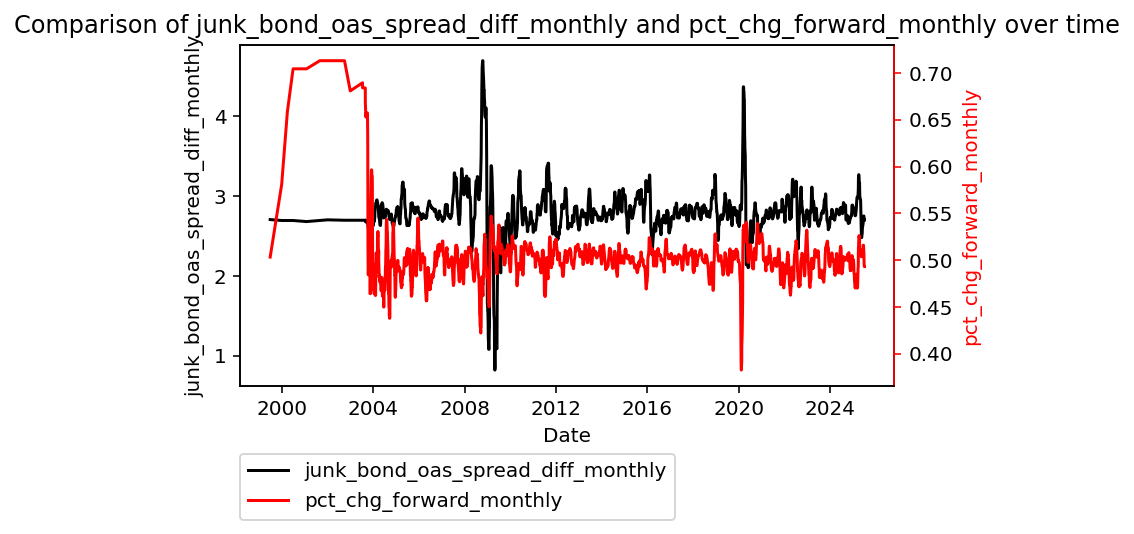 Comparison of junk_bond_oas_spread_diff_monthly and pct_chg_forward_monthly over time
junk_bond_oas_spread_diff_monthly
4
3
2
1
0.70
0.65
0.60
0.55
0.50
0.45
0.40
pct_chg_forward_monthly
2000 2004 2008 2012 2016 2020 2024
Date
junk_bond_oas_spread_diff_monthly
pct_chg_forward_monthly